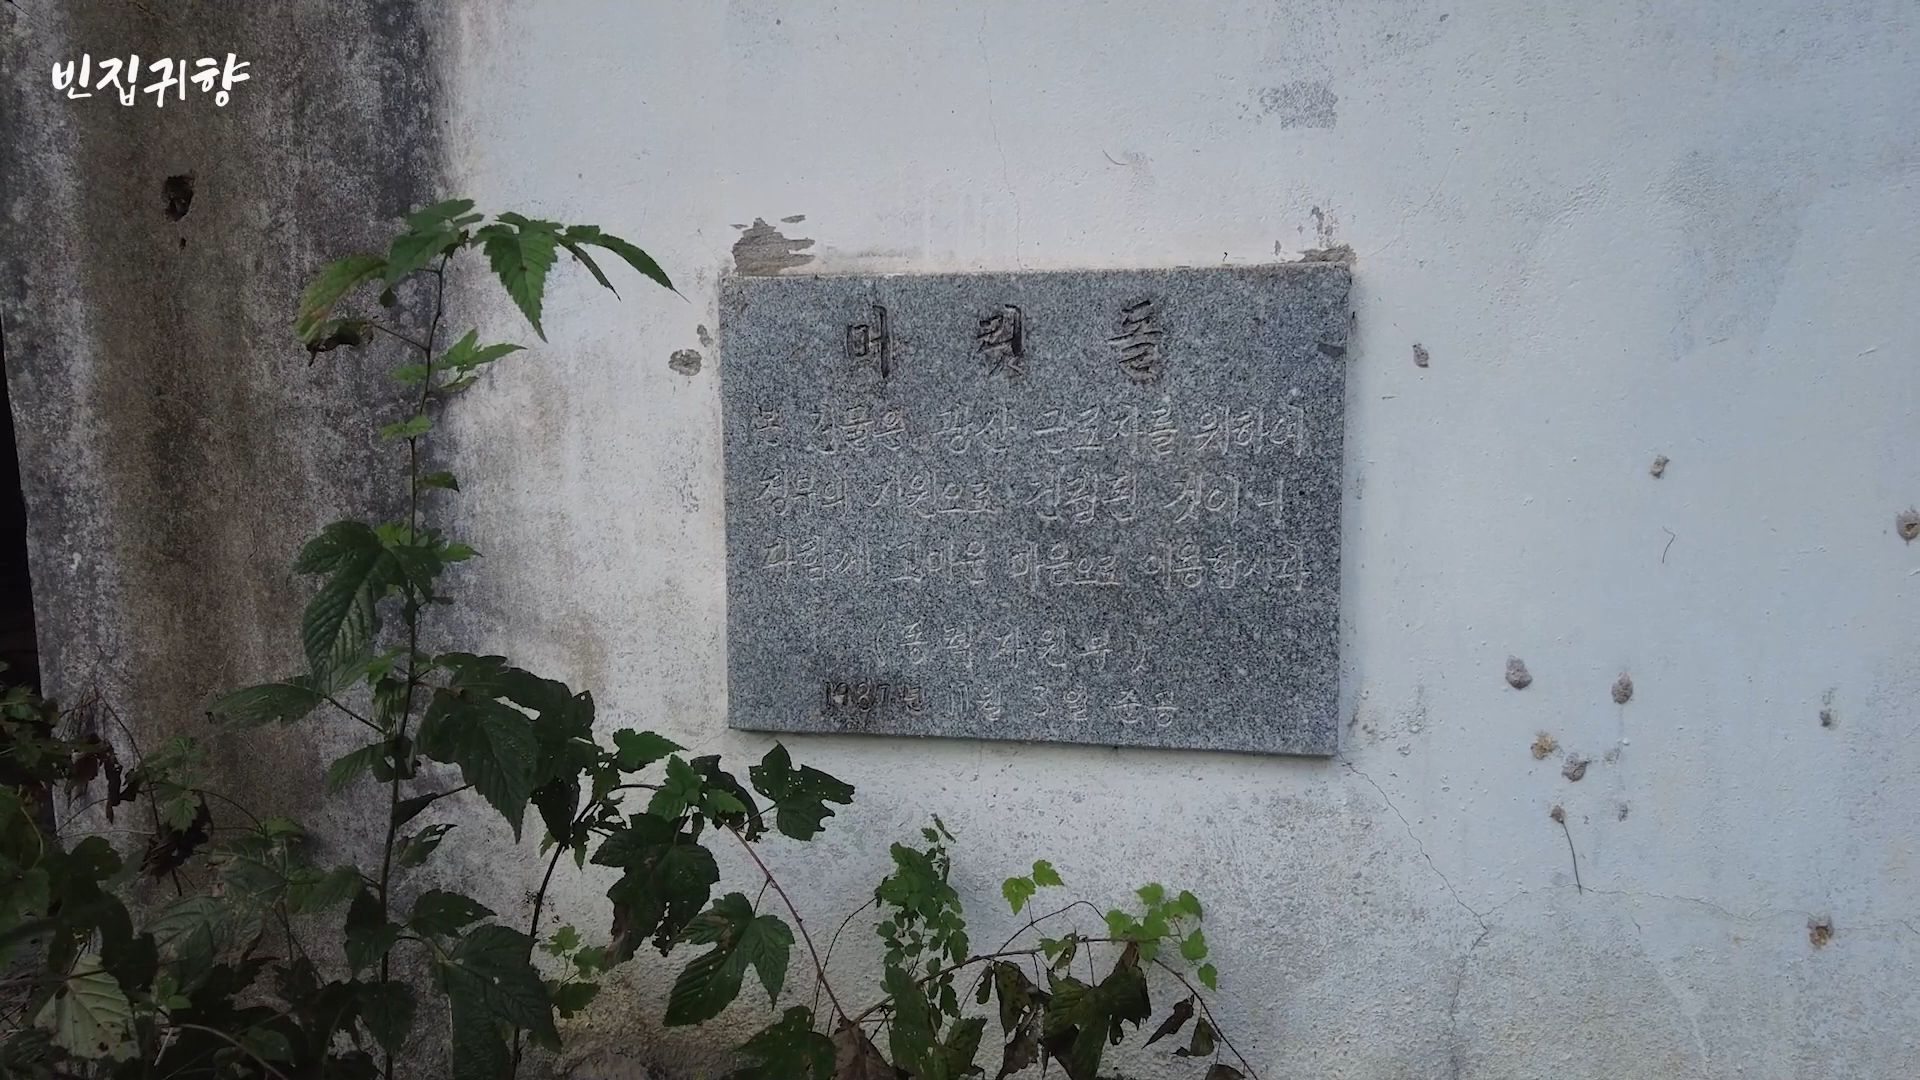 빈집귀향
머 릿 돌
본 건물은 광산 근로자를 위하여
정부의 지원으로 건립된 것이니
다함께 고마운 마음으로 애용합시다
(동력자원부)
1987년 11월 3일 준공